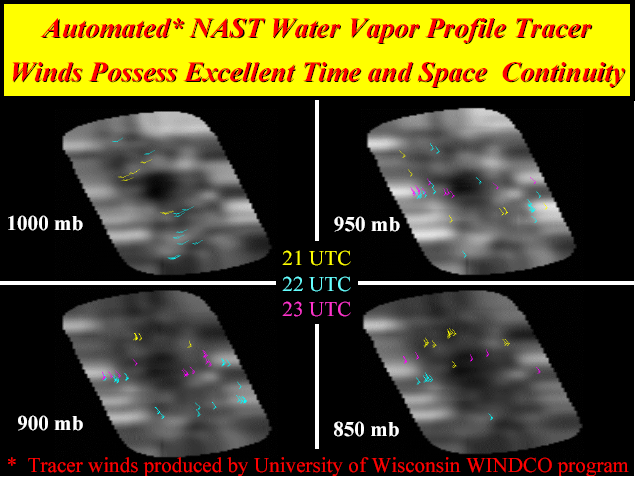 Automated* NAST Water Vapor Profile Tracer
Winds Possess Excellent Time and Space Continuity
1000 mb
950 mb
21 UTC
22 UTC
23 UTC
900 mb
850 mb
* Tracer winds produced by University of Wisconsin WINDCO program